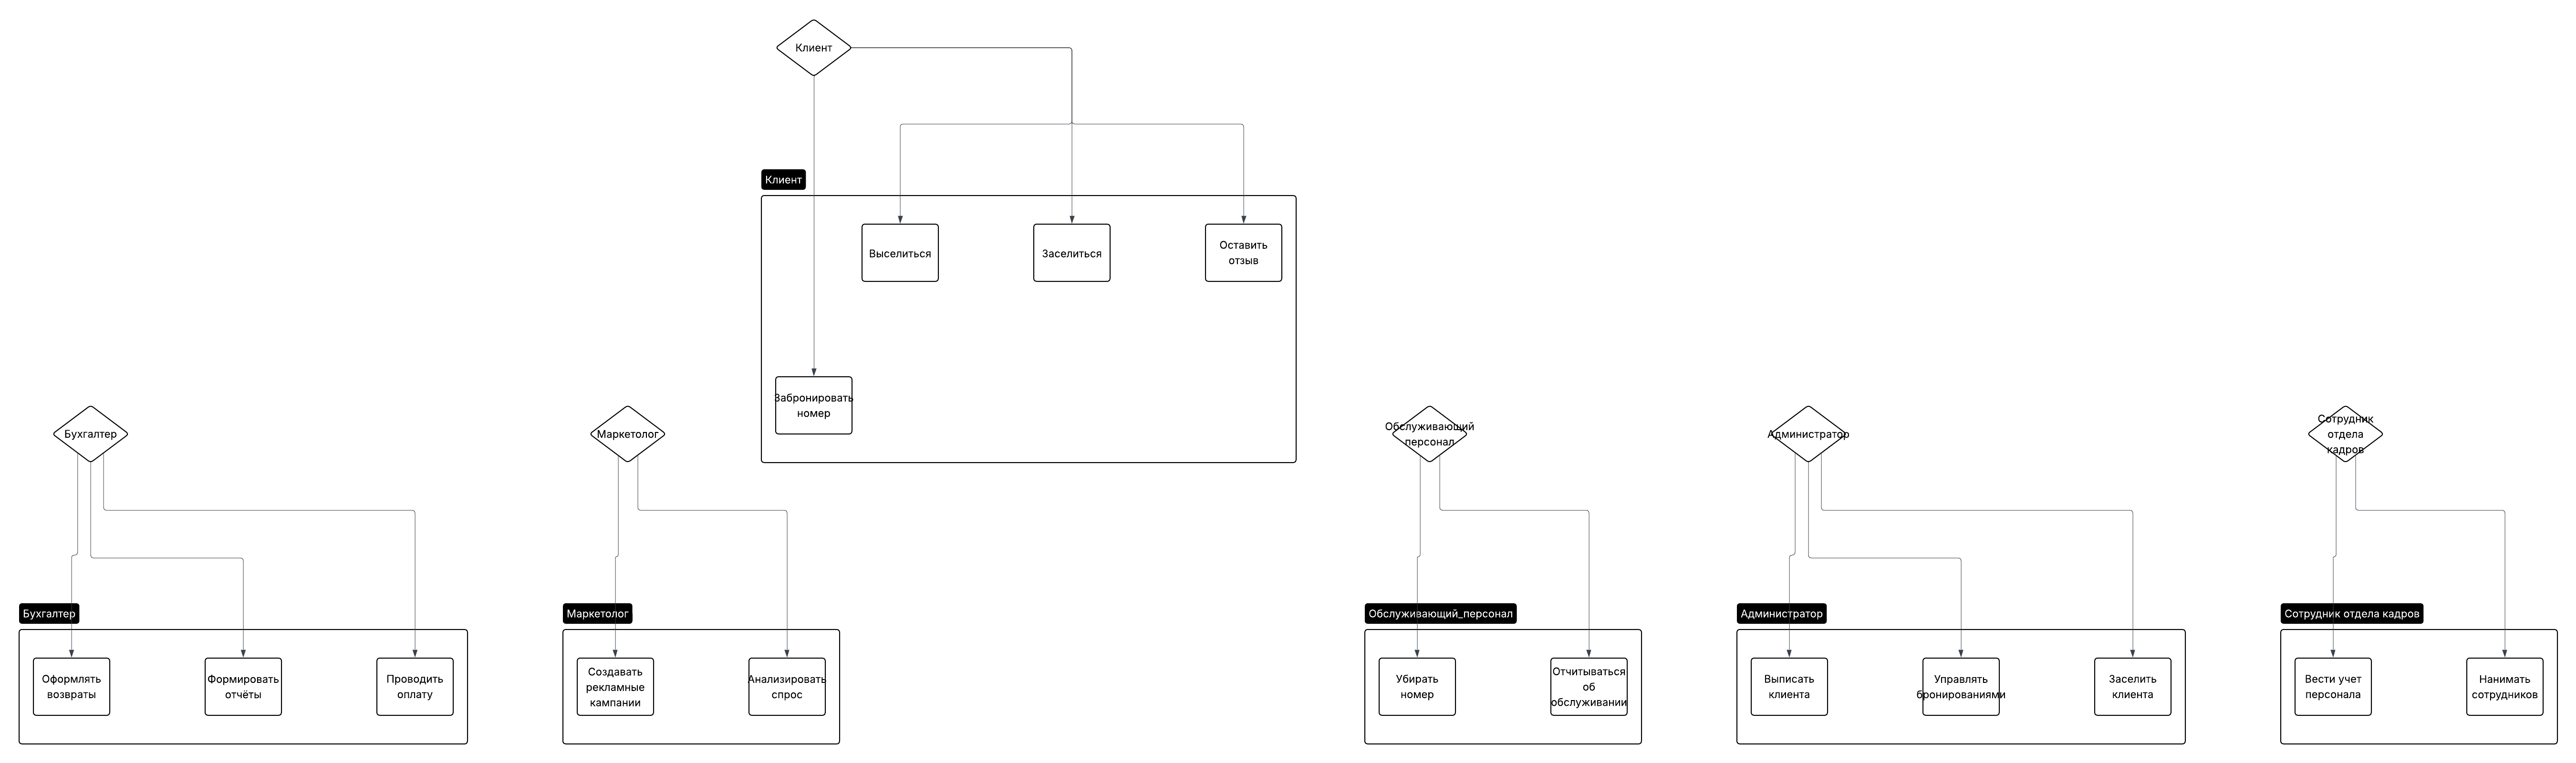 Клиент
Клиент
Выселиться
Заселиться
Оставить
отзыв
Забронировать
номер
Бухгалтер
Бухгалтер
Оформлять
возвраты
Формировать
отчёты
Проводить
оплату
Маркетолог
Маркетолог
Создавать
рекламные
кампании
Анализировать
спрос
Обслуживающий
персонал
Обслуживающий_персонал
Убирать
номер
Отчитываться
об
обслуживании
Администратор
Администратор
Выписать
клиента
Управлять
бронированиями
Заселить
клиента
Сотрудник
отдела
кадров
Сотрудник отдела кадров
Вести учет
персонала
Нанимать
сотрудников